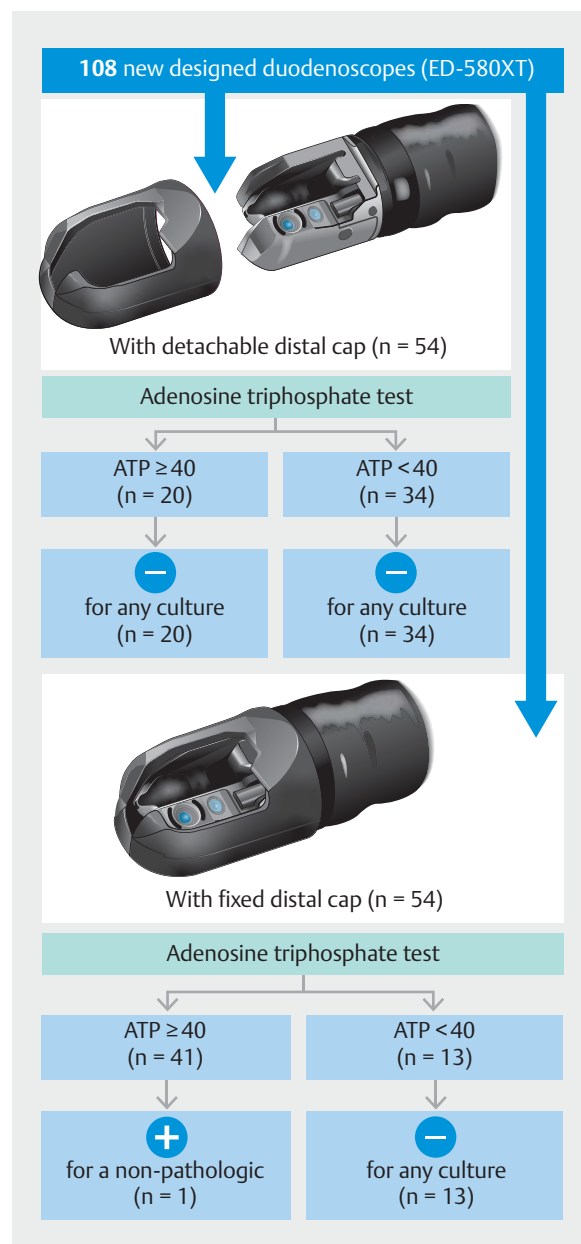 108 new designed duodenoscopes (ED-580XT)
With detachable distal cap (n = 54)
Adenosine triphosphate test
ATP ≥ 40
(n = 20)
ATP < 40
(n = 34)
−
for any culture
(n = 20)
−
for any culture
(n = 34)
With fixed distal cap (n = 54)
Adenosine triphosphate test
ATP ≥ 40
(n = 41)
ATP < 40
(n = 13)
+
for a non-pathologic
(n = 1)
−
for any culture
(n = 13)